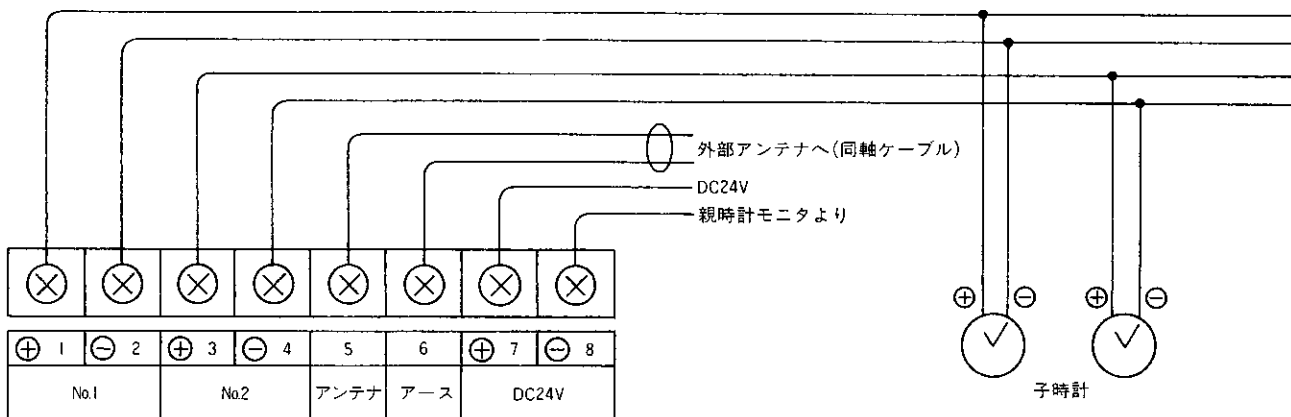 外部アンテナへ(同軸ケーブル)
DC24V
親時計モニタより
⊕ ⊖ ⊕ ⊖
⊕ 1 ⊖ 2 ⊕ 3 ⊖ 4 5 6 ⊕ 7 ⊖ 8
No.1 No.2 アンテナ アース DC24V
子時計